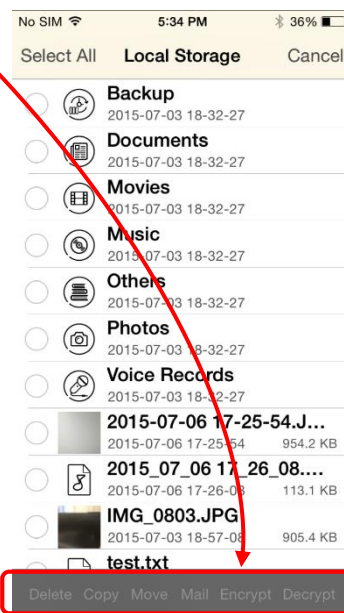 No SIM 5:34 PM 36%
Select All Local Storage Cancel
Backup
2015-07-03 18-32-27
Documents
2015-07-03 18-32-27
Movies
2015-07-03 18-32-27
Music
2015-07-03 18-32-27
Others
2015-07-03 18-32-27
Photos
2015-07-03 18-32-27
Voice Records
2015-07-03 18-32-27
2015-07-06 17-25-54.J...
2015-07-06 17-25-54 954.2 KB
2015_07_06 17_26_08....
2015-07-06 17-26-08 113.1 KB
IMG_0803.JPG
2015-07-03 18-57-08 905.4 KB
test.txt
Delete Copy Move Mail Encrypt Decrypt